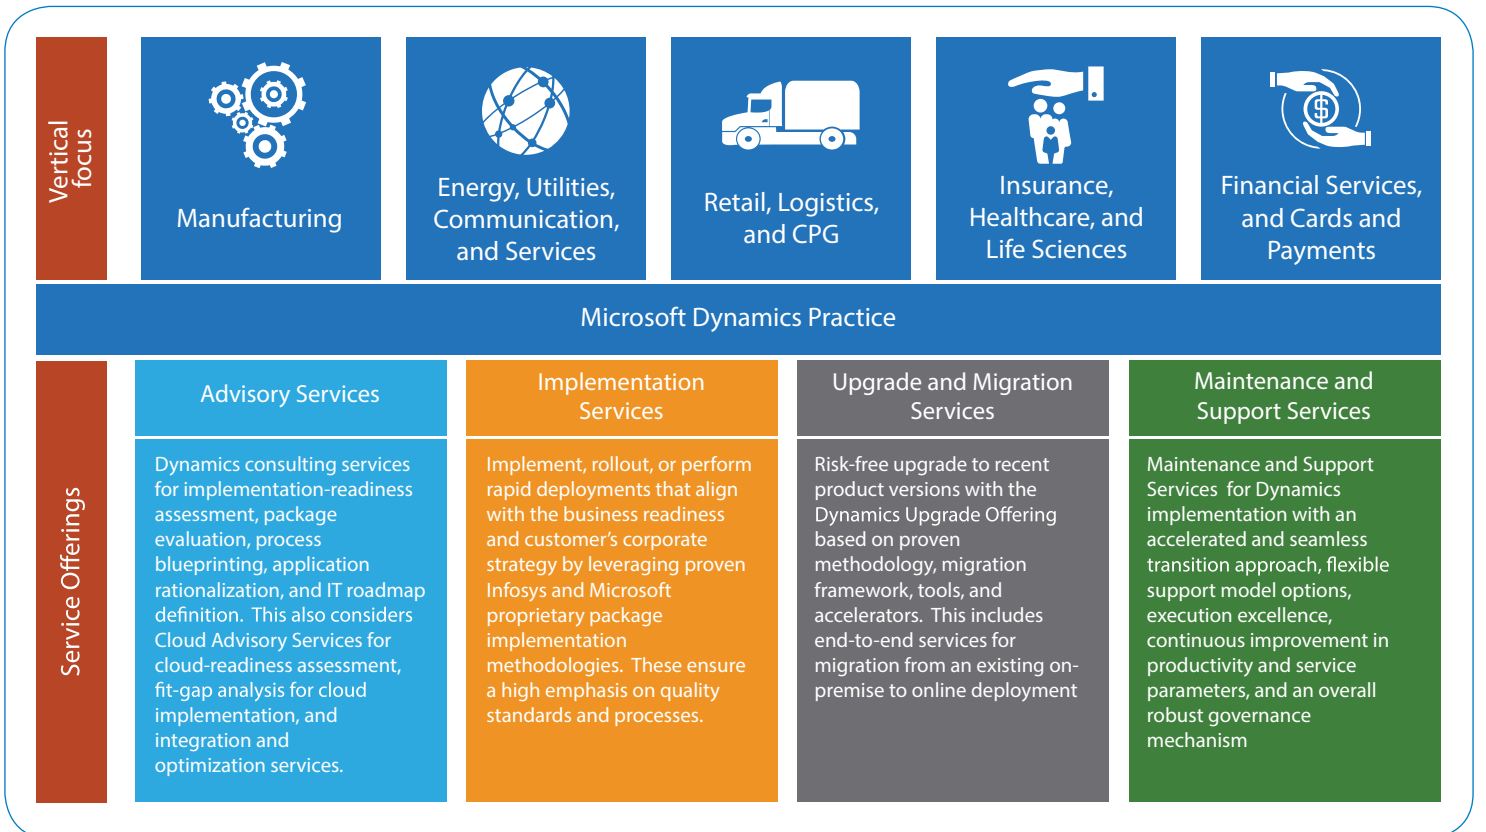 Vertical
focus
Manufacturing
Energy, Utilities,
Communication,
and Services
Retail, Logistics,
and CPG
Insurance,
Healthcare, and
Life Sciences
Financial Services,
and Cards and
Payments
$
Microsoft Dynamics Practice
Service Offerings
Advisory Services
Dynamics consulting services
for implementation-readiness
assessment, package
evaluation, process
blueprinting, application
rationalization, and IT roadmap
definition.  This also considers
Cloud Advisory Services for
cloud-readiness assessment,
fit-gap analysis for cloud
implementation, and
integration and
optimization services.
Implementation
Services
Implement, rollout, or perform
rapid deployments that align
with the business readiness
and customer’s corporate
strategy by leveraging proven
Infosys and Microsoft
proprietary package
implementation
methodologies.  These ensure
a high emphasis on quality
standards and processes.
Upgrade and Migration
Services
Risk-free upgrade to recent
product versions with the
Dynamics Upgrade Offering
based on proven
methodology, migration
framework, tools, and
accelerators.  This includes
end-to-end services for
migration from an existing on-
premise to online deployment
Maintenance and
Support Services
Maintenance and Support
Services  for Dynamics
implementation with an
accelerated and seamless
transition approach, flexible
support model options,
execution excellence,
continuous improvement in
productivity and service
parameters, and an overall
robust governance
mechanism